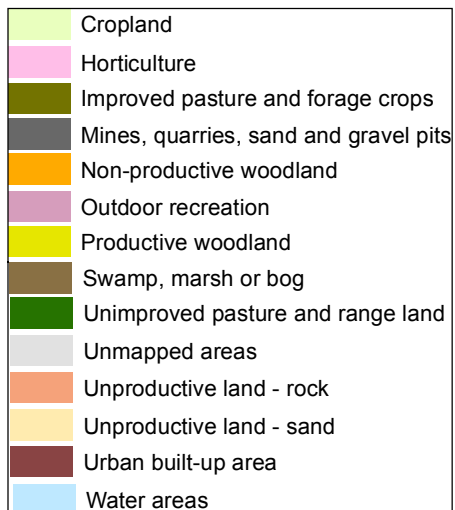 Cropland
Horticulture
Improved pasture and forage crops
Mines, quarries, sand and gravel pits
Non-productive woodland
Outdoor recreation
Productive woodland
Swamp, marsh or bog
Unimproved pasture and range land
Unmapped areas
Unproductive land - rock
Unproductive land - sand
Urban built-up area
Water areas